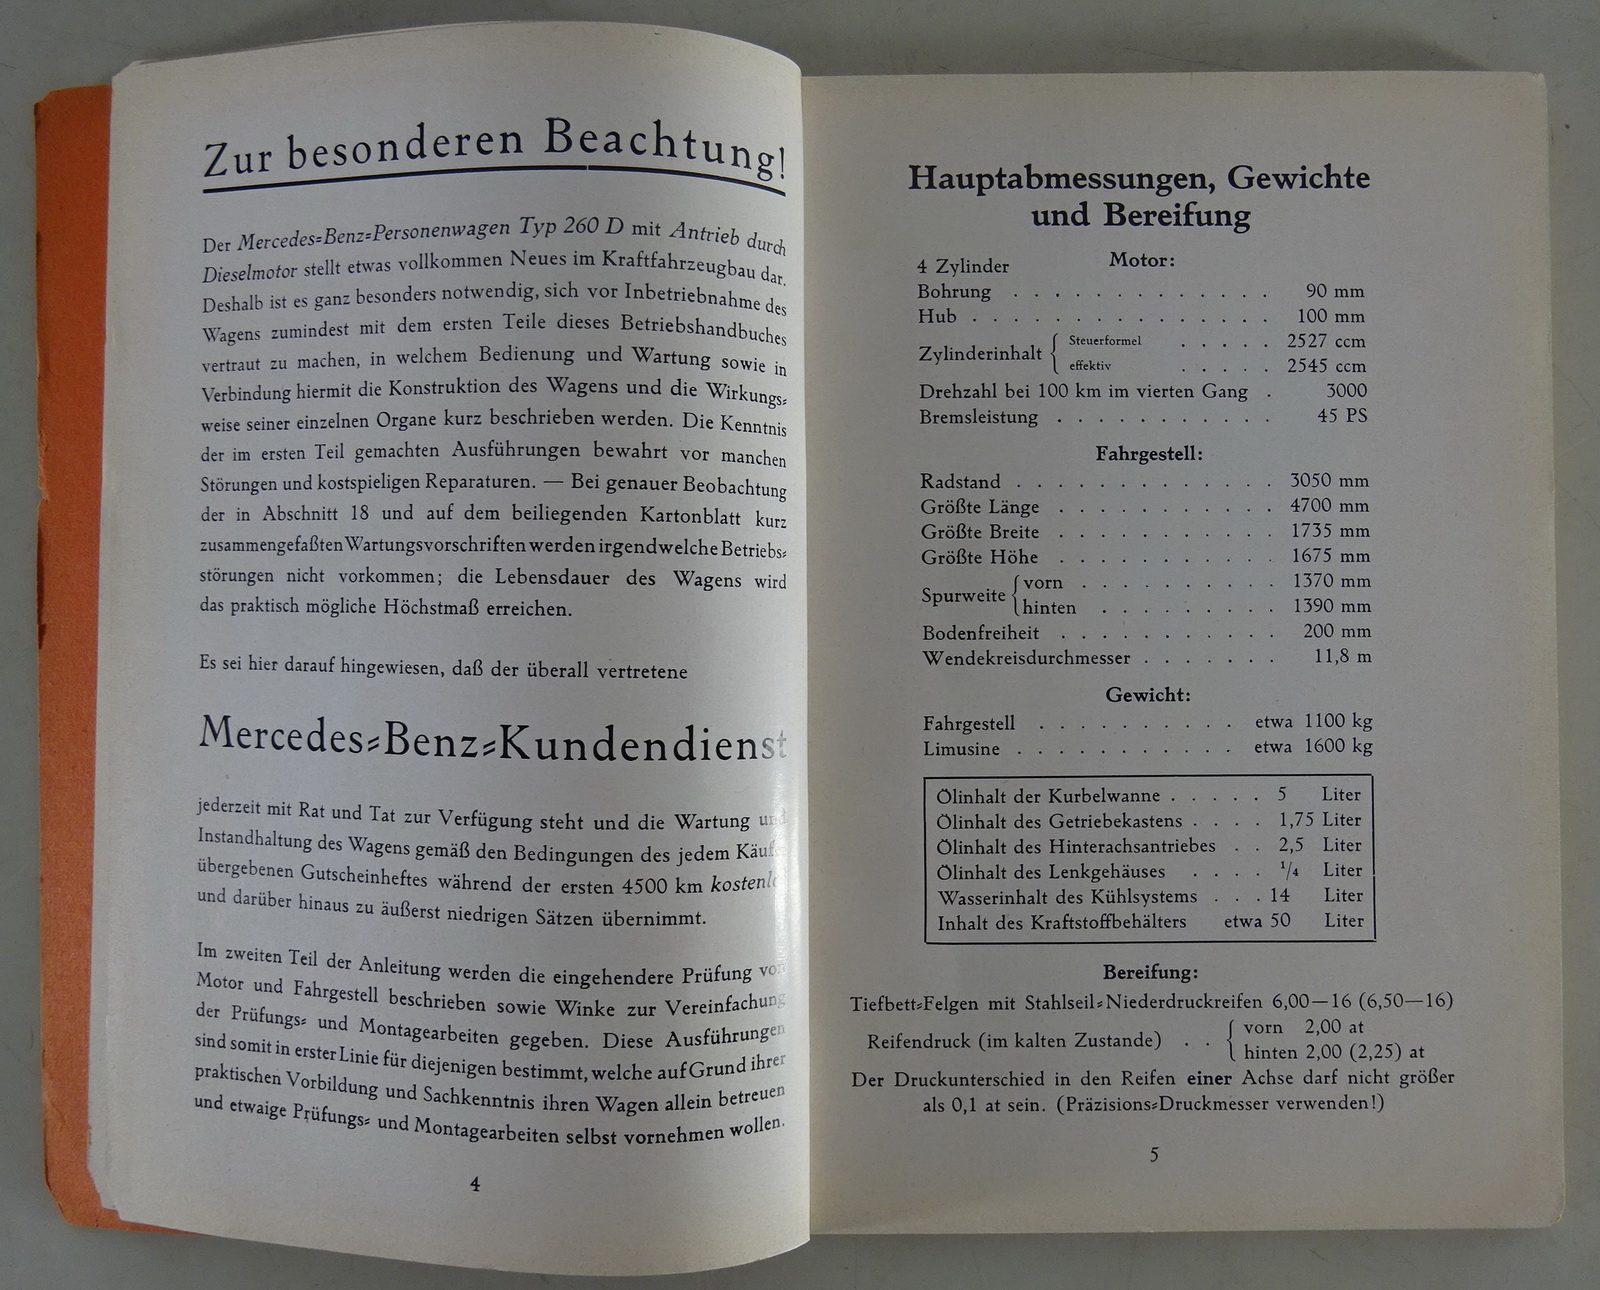 Zur besonderen Beachtung!
Der Mercedes-Benz-Personenwagen Typ 260 D mit Antrieb durch
Dieselmotor stellt etwas vollkommen Neues im Kraftfahrzeugbau dar.
Deshalb ist es ganz besonders notwendig, sich vor Inbetriebnahme des
Wagens zumindest mit dem ersten Teile dieses Betriebshandbuches
vertraut zu machen, in welchem Bedienung und Wartung sowie in
Verbindung hiermit die Konstruktion des Wagens und die Wirkungs-
weise seiner einzelnen Organe kurz beschrieben werden. Die Kenntnis
der im ersten Teil gemachten Ausführungen bewahrt vor manchen
Störungen und kostspieligen Reparaturen. — Bei genauer Beobachtung
der in Abschnitt 18 und auf dem beiliegenden Kartonblatt kurz
zusammengefaßten Wartungsvorschriften werden irgendwelche Betriebs-
störungen nicht vorkommen; die Lebensdauer des Wagens wird
das praktisch mögliche Höchstmaß erreichen.
Es sei hier darauf hingewiesen, daß der überall vertretene
Mercedes-Benz-Kundendienst
jederzeit mit Rat und Tat zur Verfügung steht und die Wartung und
Instandhaltung des Wagens gemäß den Bedingungen des jedem Käufer
übergebenen Gutscheinheftes während der ersten 4500 km
und darüber hinaus zu äußerst niedrigen Sätzen übernimmt.
Im zweiten Teil der Anleitung werden die eingehendere Prüfung von
Motor und Fahrgestell beschrieben sowie Winke zur Vereinfachung
der Prüfungs- und Montagearbeiten gegeben. Diese Ausführungen
sind somit in erster Linie für diejenigen bestimmt, welche auf Grund ihrer
praktischen Vorbildung und Sachkenntnis ihren Wagen allein betreuen
und etwaige Prüfungs- und Montagearbeiten selbst vornehmen wollen.
4
Hauptabmessungen, Gewichte
und Bereifung
Motor:
4 Zylinder
Bohrung . . . . . . . . . . . . . 90 mm
Hub . . . . . . . . . . . . . . 100 mm
Zylinderinhalt { Steuerformel . . . . . 2527 ccm
effektiv . . . . . 2545 ccm
Drehzahl bei 100 km im vierten Gang . 3000
Bremsleistung . . . . . . . . . . . 45 PS
Fahrgestell:
Radstand . . . . . . . . . . . . . 3050 mm
Größte Länge . . . . . . . . . . . 4700 mm
Größte Breite . . . . . . . . . . . 1735 mm
Größte Höhe . . . . . . . . . . . 1675 mm
Spurweite { vorn . . . . . . . . . . 1370 mm
hinten . . . . . . . . . 1390 mm
Bodenfreiheit . . . . . . . . . . . 200 mm
Wendekreisdurchmesser . . . . . . . 11,8 m
Gewicht:
Fahrgestell . . . . . . . . . . etwa 1100 kg
Limusine . . . . . . . . . . . etwa 1600 kg
Ölinhalt der Kurbelwanne . . . . . 5 Liter
Ölinhalt des Getriebekastens . . . . 1,75 Liter
Ölinhalt des Hinterachsantriebes . . 2,5 Liter
Ölinhalt des Lenkgehäuses . . . . 1/4 Liter
Wasserinhalt des Kühlsystems . . . 14 Liter
Inhalt des Kraftstoffbehälters etwa 50 Liter
Bereifung:
Tiefbett-Felgen mit Stahlseil-Niederdruckreifen 6,00—16 (6,50—16)
Reifendruck (im kalten Zustande) . . { vorn 2,00 at
hinten 2,00 (2,25) at
Der Druckunterschied in den Reifen einer Achse darf nicht größer
als 0,1 at sein. (Präzisions-Druckmesser verwenden!)
5